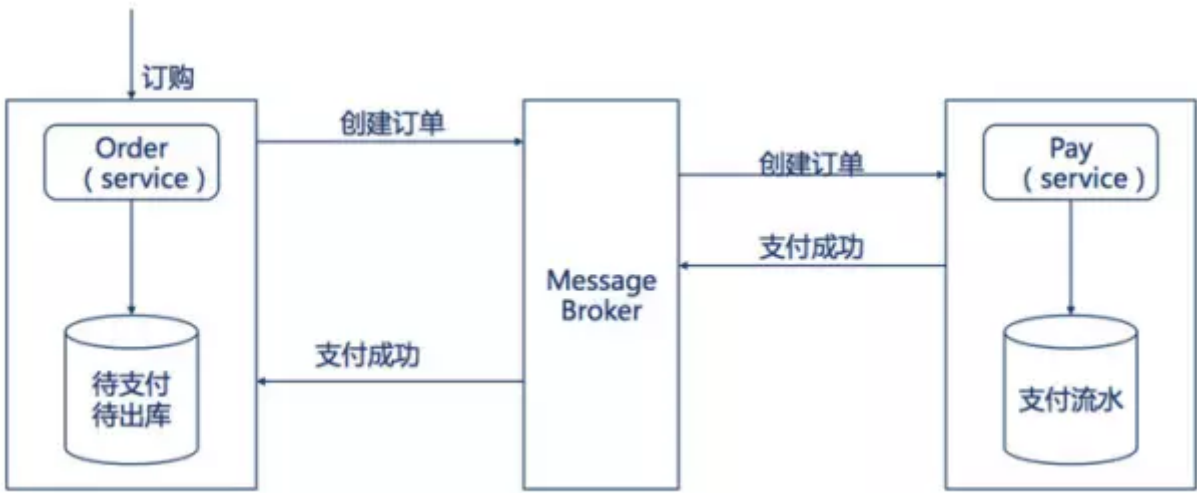 订购
Order
（service）
创建订单
待支付
待出库
支付成功
Message
Broker
创建订单
支付成功
Pay
（service）
支付流水